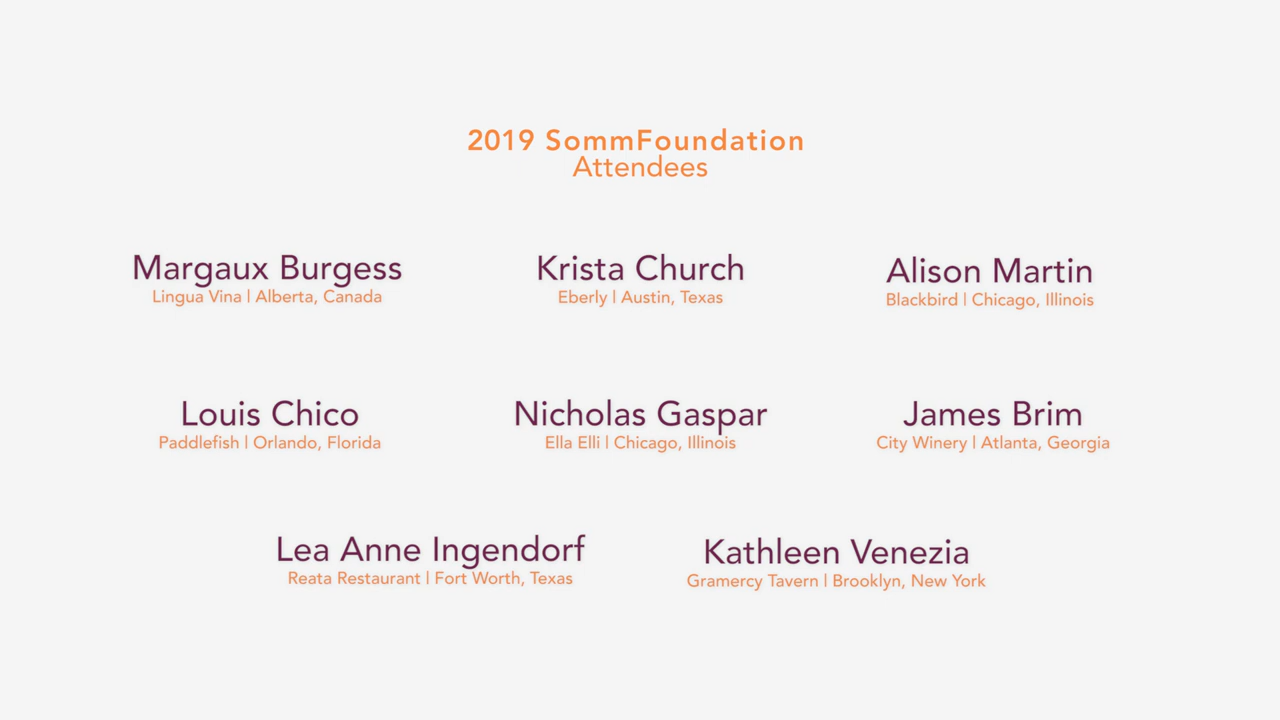 2019 SommFoundation
Attendees
Margaux Burgess
Lingua Vina | Alberta, Canada
Krista Church
Eberly | Austin, Texas
Alison Martin
Blackbird | Chicago, Illinois
Louis Chico
Paddlefish | Orlando, Florida
Nicholas Gaspar
Ella Elli | Chicago, Illinois
James Brim
City Winery | Atlanta, Georgia
Lea Anne Ingendorf
Reata Restaurant | Fort Worth, Texas
Kathleen Venezia
Gramercy Tavern | Brooklyn, New York